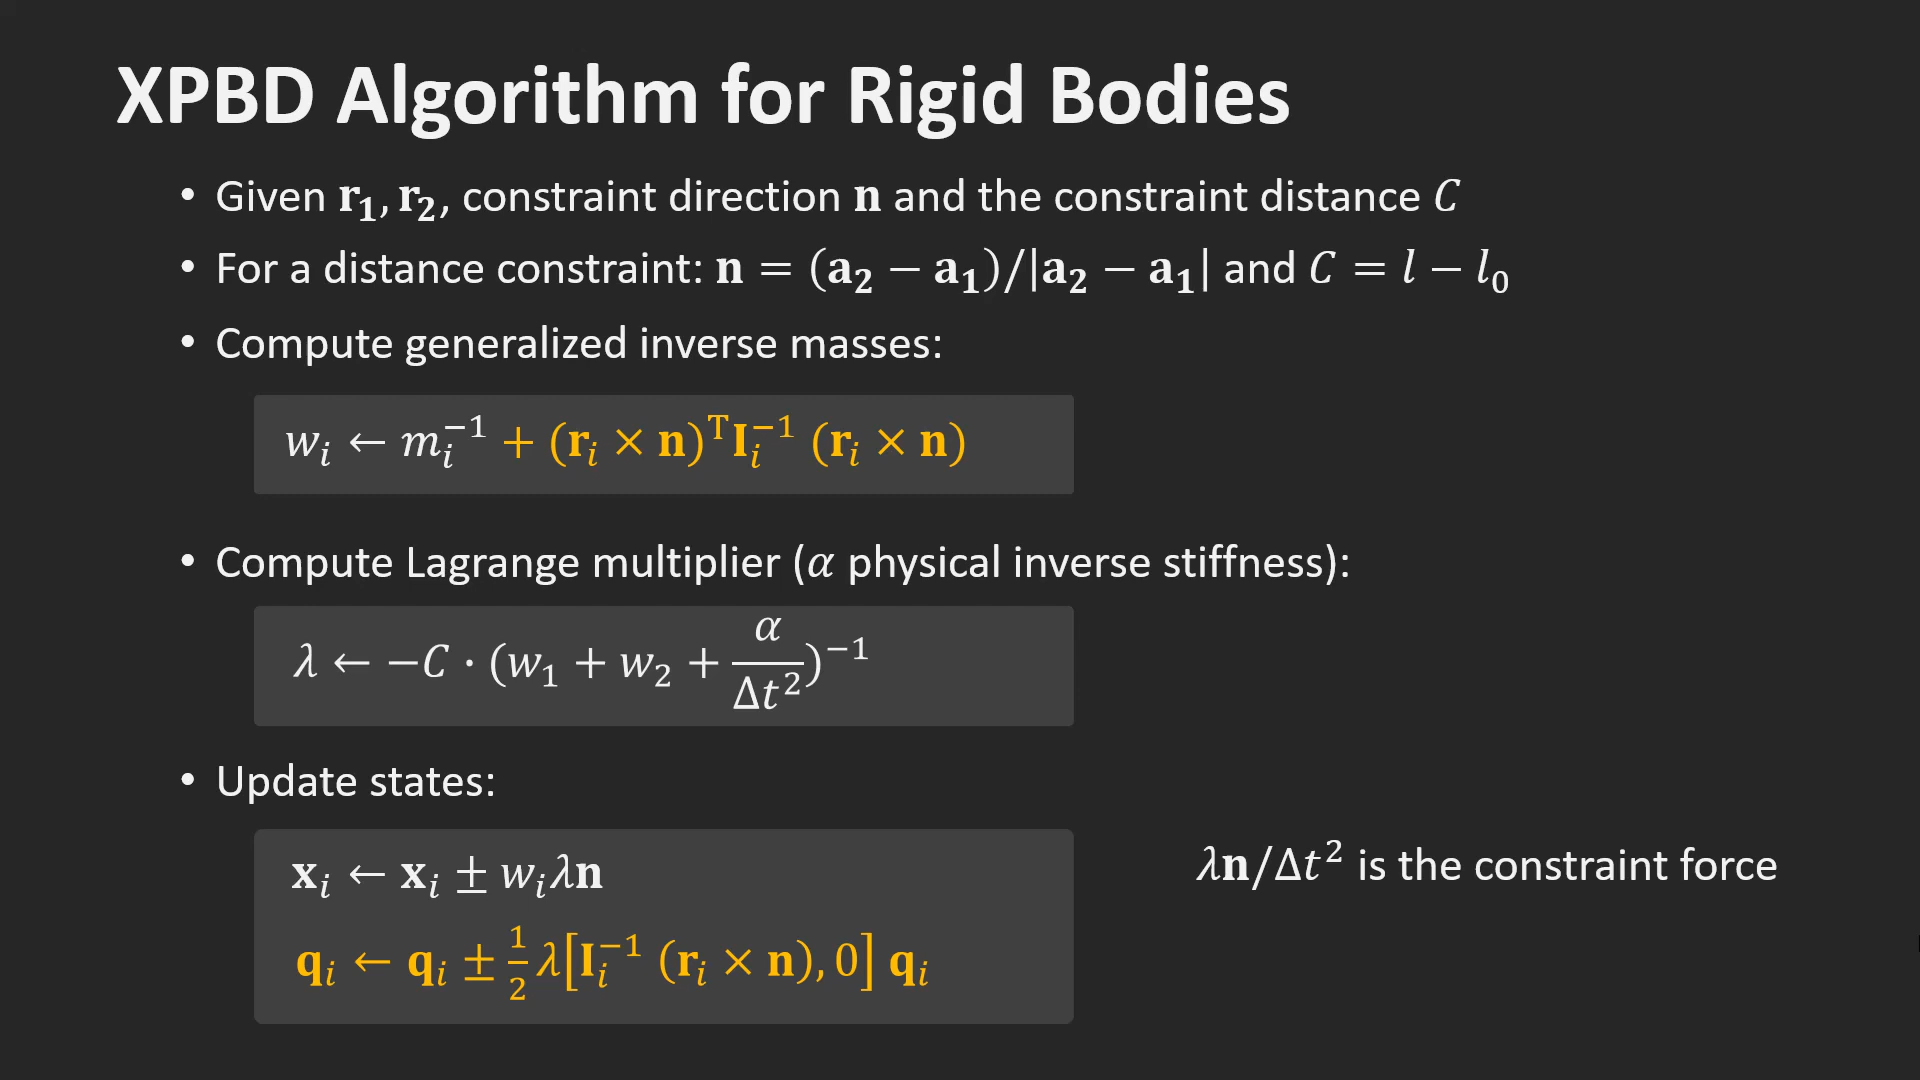 XPBD Algorithm for Rigid Bodies
• Given r₁, r₂, constraint direction n and the constraint distance C
• For a distance constraint: n = (a₂ − a₁)/|a₂ − a₁| and C = l − l₀
• Compute generalized inverse masses:
wᵢ ← mᵢ⁻¹ + (rᵢ × n)ᵀIᵢ⁻¹ (rᵢ × n)
• Compute Lagrange multiplier (α physical inverse stiffness):
λ ← −C · (w₁ + w₂ + α/Δt²)⁻¹
• Update states:
xᵢ ← xᵢ ± wᵢλn
λn/Δt² is the constraint force
qᵢ ← qᵢ ± ½ λ[Iᵢ⁻¹ (rᵢ × n), 0] qᵢ